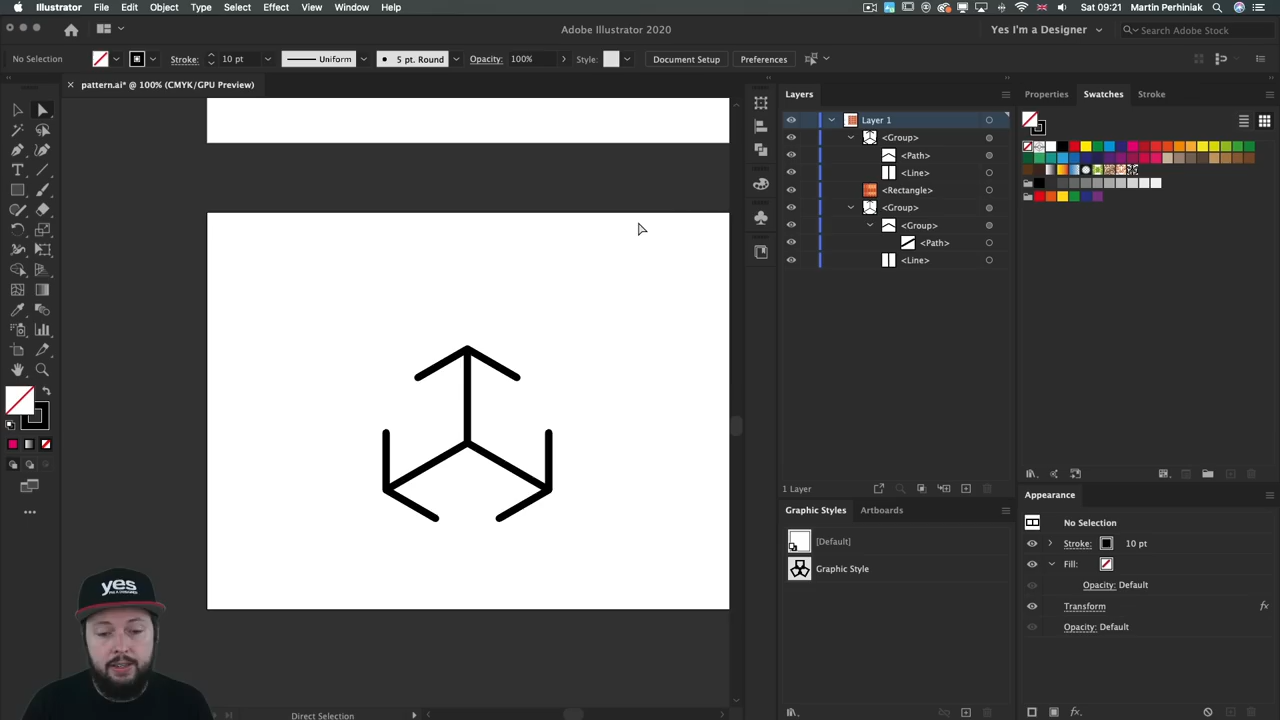 Illustrator File Edit Object Type Select Effect View Window Help
Sat 09:21 Martin Perhiniak
Adobe Illustrator 2020
Yes I'm a Designer
Search Adobe Stock
No Selection
Stroke:
10 pt
Uniform
5 pt. Round
Opacity:
100%
Style:
Document Setup
Preferences
× pattern.ai* @ 100% (CMYK/GPU Preview)
Layers
Layer 1
<Group>
<Path>
<Line>
<Rectangle>
<Group>
<Group>
<Path>
<Line>
1 Layer
Properties
Swatches
Stroke
Graphic Styles
Artboards
[Default]
Graphic Style
Appearance
No Selection
Stroke:
10 pt
Fill:
Opacity: Default
Transform
fx
Opacity: Default
fx.
T
yes
Direct Selection